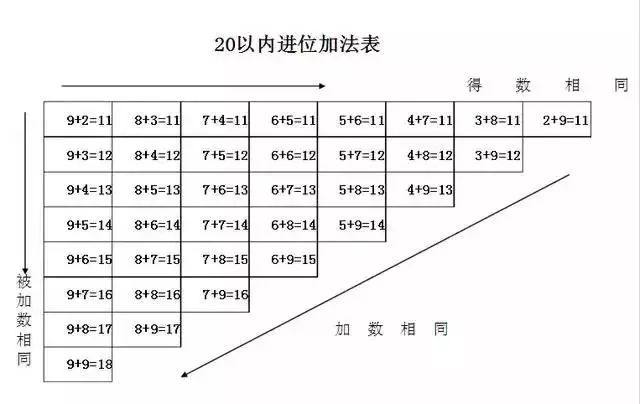 20以内进位加法表
得数相同
9+2=11 8+3=11 7+4=11 6+5=11 5+6=11 4+7=11 3+8=11 2+9=11
9+3=12 8+4=12 7+5=12 6+6=12 5+7=12 4+8=12 3+9=12
9+4=13 8+5=13 7+6=13 6+7=13 5+8=13 4+9=13
9+5=14 8+6=14 7+7=14 6+8=14 5+9=14
9+6=15 8+7=15 7+8=15 6+9=15
9+7=16 8+8=16 7+9=16
9+8=17 8+9=17
9+9=18
被加数相同
加数相同